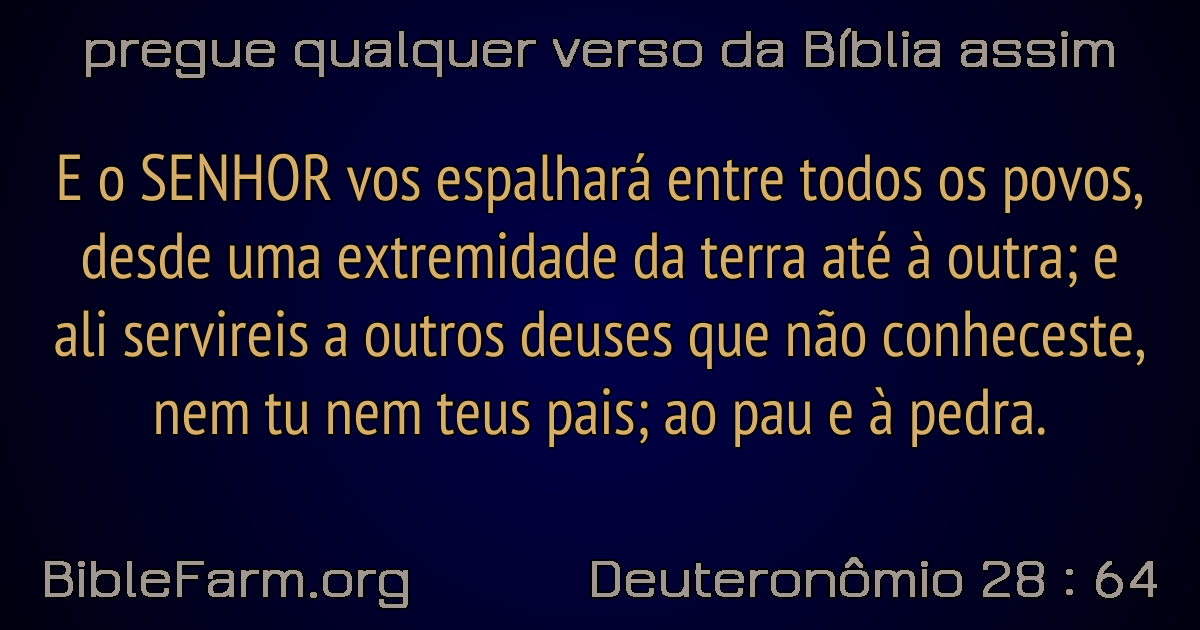 pregue qualquer verso da Bíblia assim
E o SENHOR vos espalhará entre todos os povos,
desde uma extremidade da terra até à outra; e
ali servireis a outros deuses que não conheceste,
nem tu nem teus pais; ao pau e à pedra.
BibleFarm.org
Deuteronômio 28 : 64